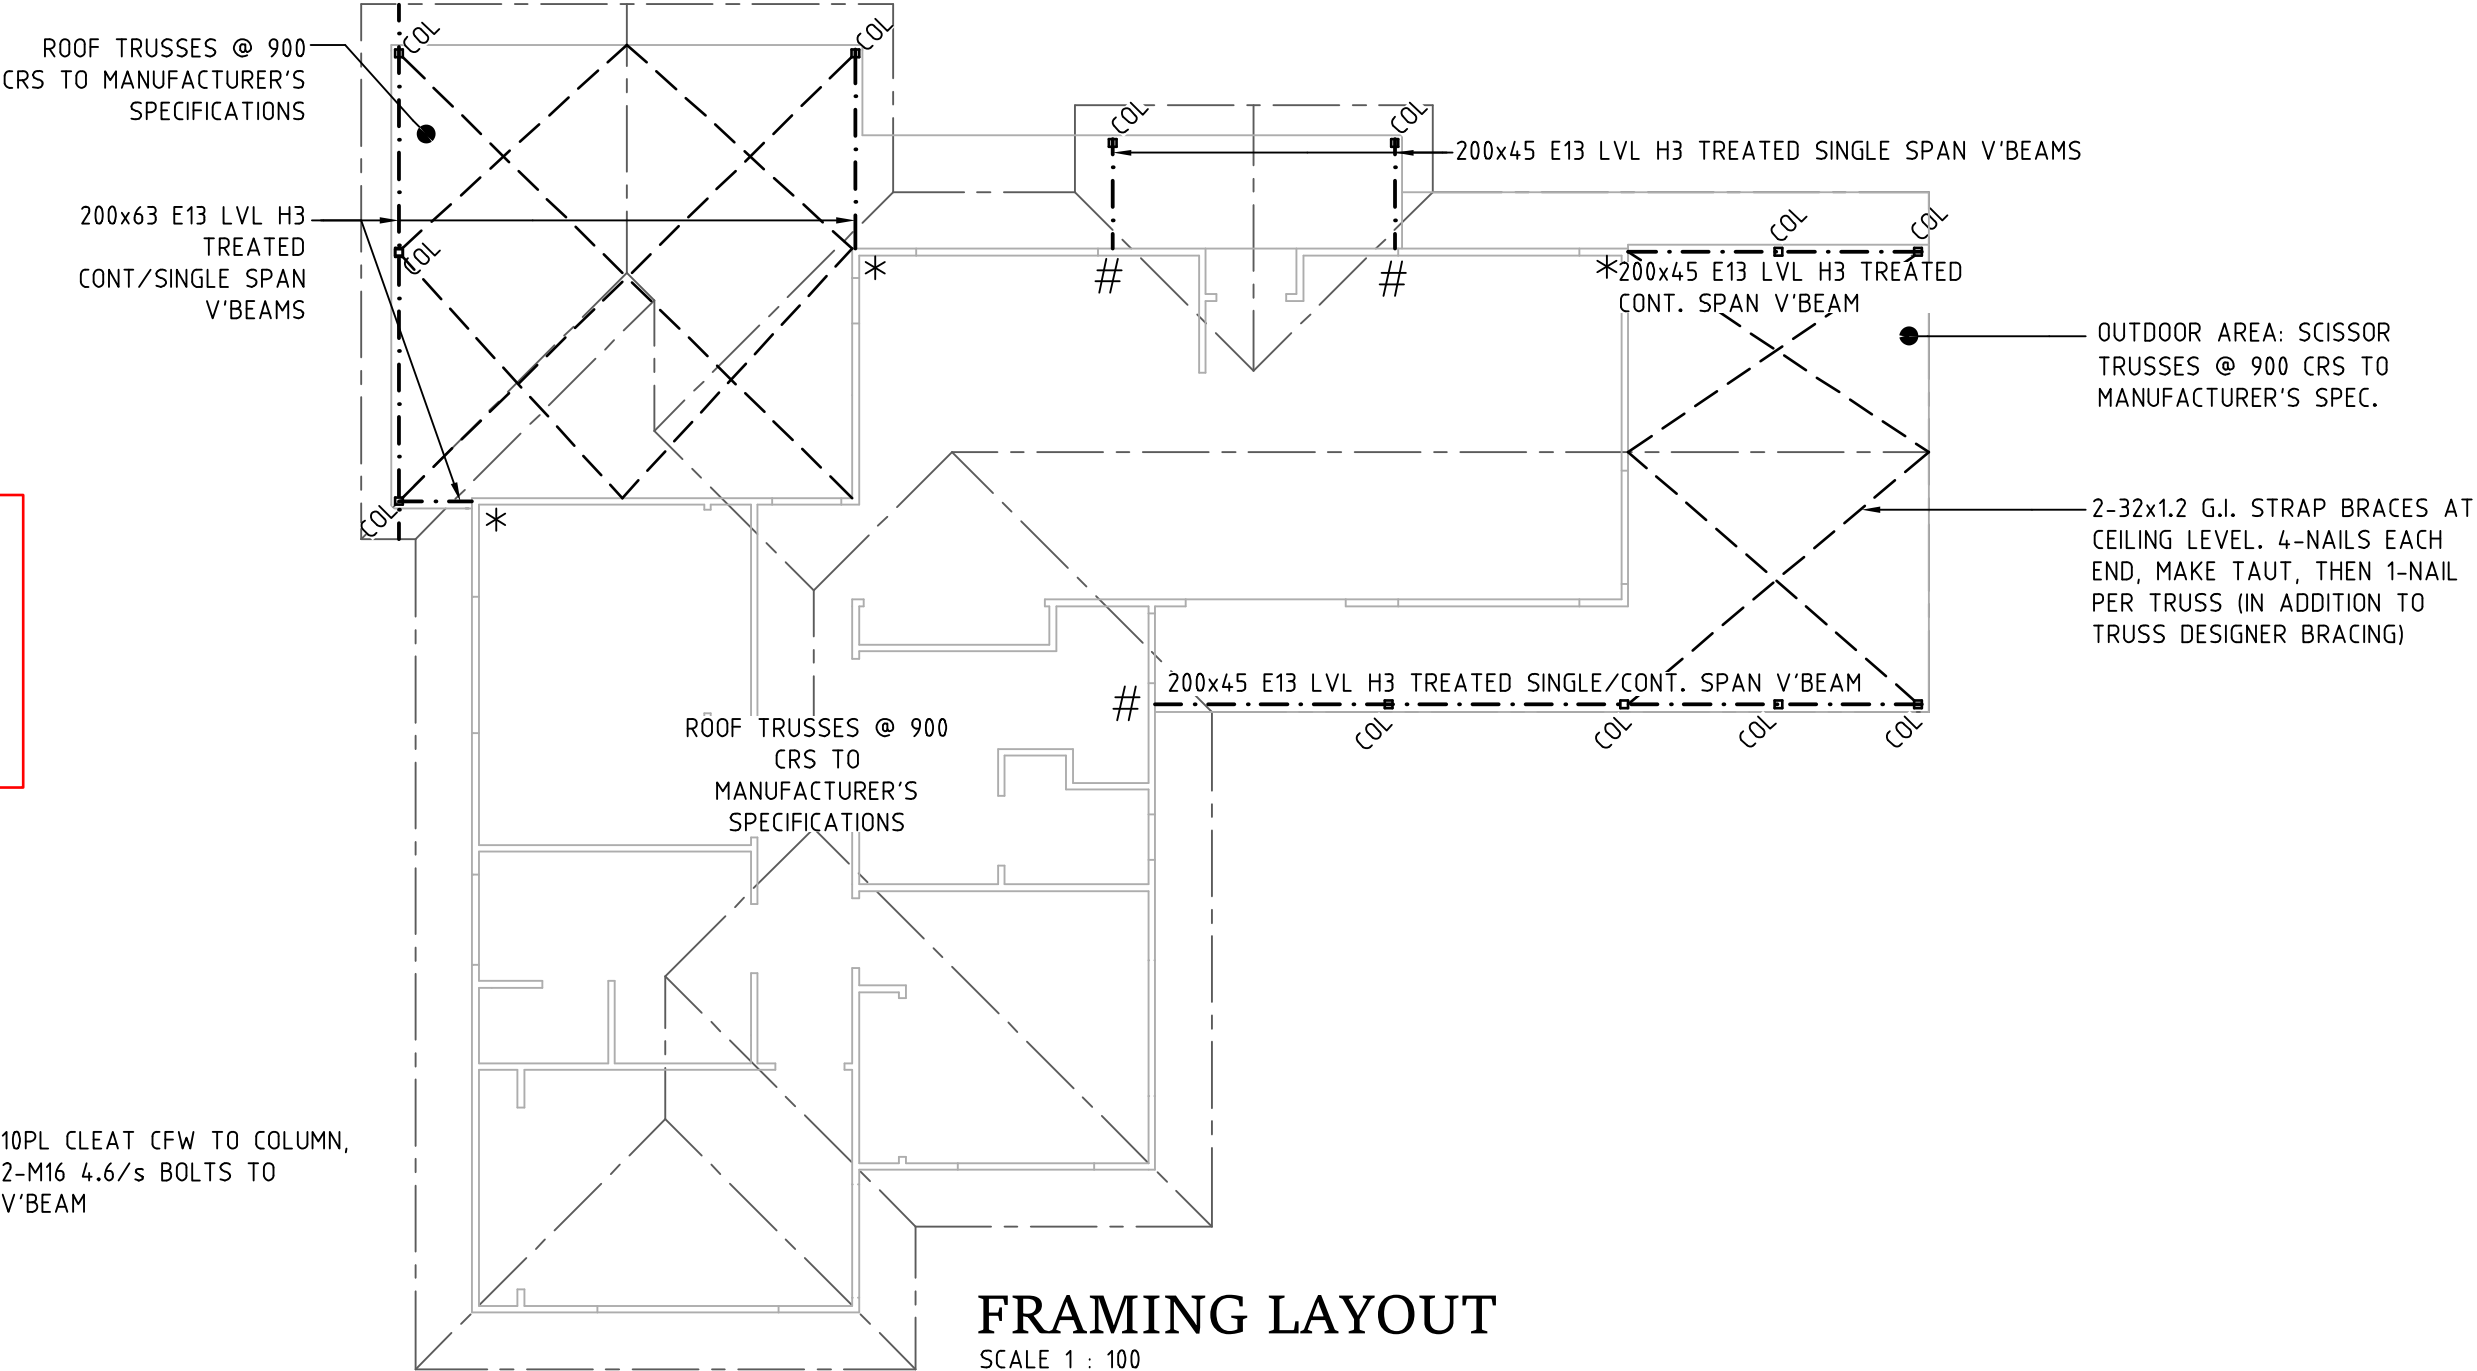 COL
COL
ROOF TRUSSES @ 900
CRS TO MANUFACTURER'S
SPECIFICATIONS
COL
COL
200x45 E13 LVL H3 TREATED SINGLE SPAN V'BEAMS
200x63 E13 LVL H3
TREATED
CONT/SINGLE SPAN
V'BEAMS
COL
COL
COL
*
#
#
*
200x45 E13 LVL H3 TREATED
CONT. SPAN V'BEAM
OUTDOOR AREA: SCISSOR
TRUSSES @ 900 CRS TO
MANUFACTURER'S SPEC.
COL
*
2-32x1.2 G.I. STRAP BRACES AT
CEILING LEVEL. 4-NAILS EACH
END, MAKE TAUT, THEN 1-NAIL
PER TRUSS (IN ADDITION TO
TRUSS DESIGNER BRACING)
200x45 E13 LVL H3 TREATED SINGLE/CONT. SPAN V'BEAM
#
COL
COL
COL
COL
ROOF TRUSSES @ 900
CRS TO
MANUFACTURER'S
SPECIFICATIONS
10PL CLEAT CFW TO COLUMN,
2-M16 4.6/s BOLTS TO
V'BEAM
FRAMING LAYOUT
SCALE 1 : 100